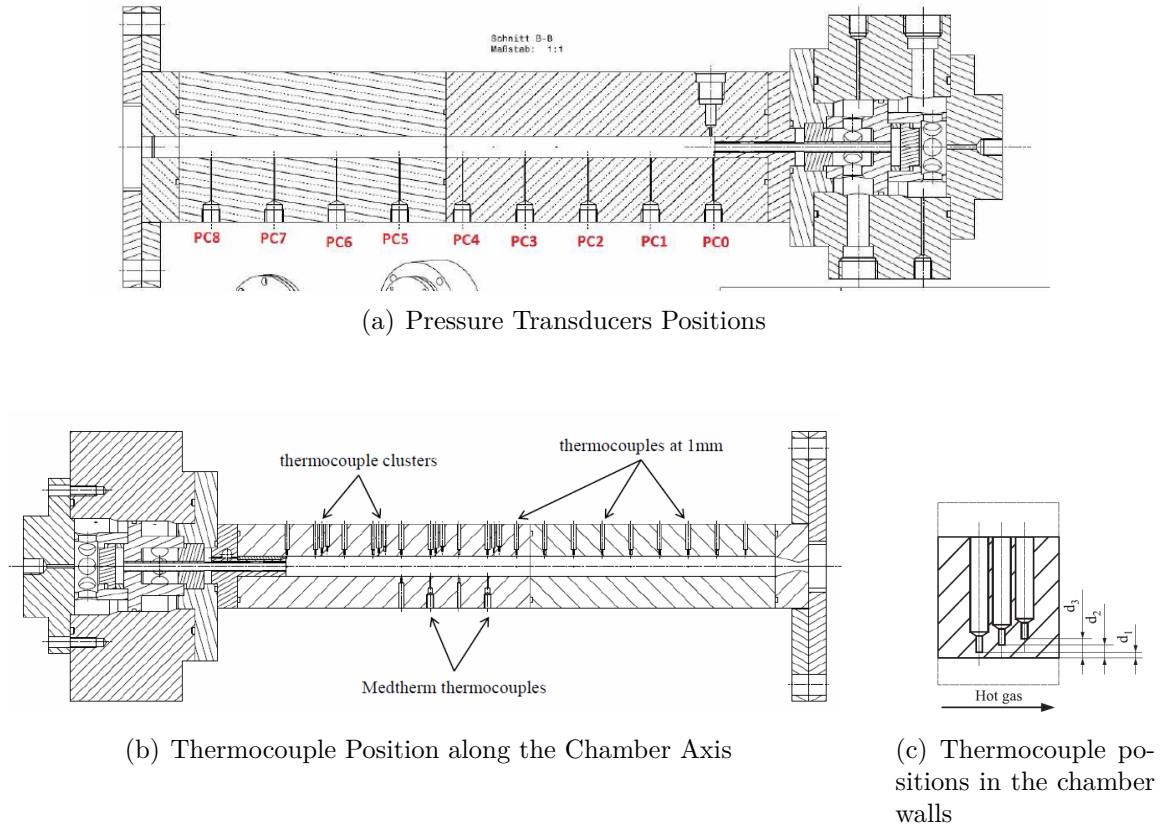 Schnitt B-B
Maßstab: 1:1
PC8 PC7 PC6 PC5 PC4 PC3 PC2 PC1 PC0
(a) Pressure Transducers Positions
thermocouple clusters
thermocouples at 1mm
Medtherm thermocouples
(b) Thermocouple Position along the Chamber Axis
d3
d2
d1
Hot gas
(c) Thermocouple po-
sitions in the chamber
walls